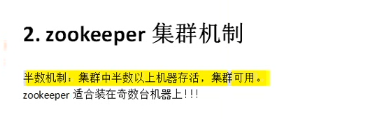 2. zookeeper 集群机制
半数机制：集群中半数以上机器存活，集群可用。
zookeeper 适合装在奇数台机器上!!!